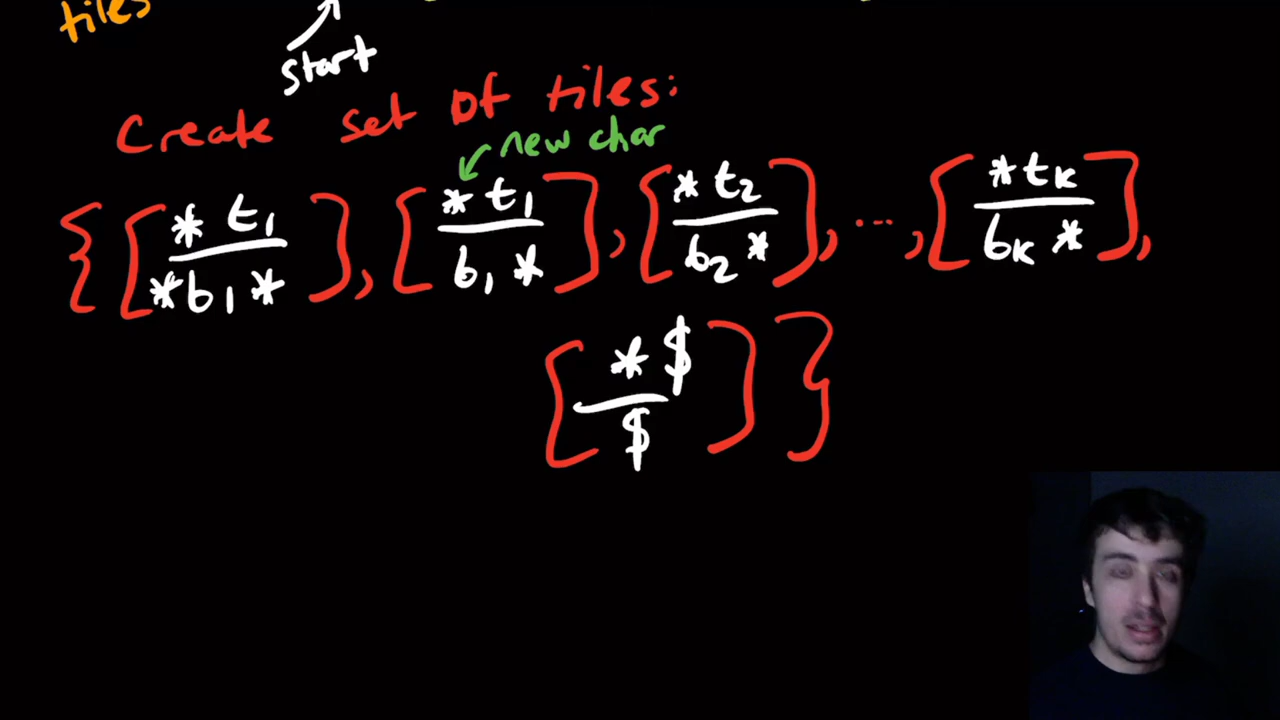 tiles
start
Create set of tiles:
new char
{[* t1 / *b1*], [* t1 / b1 *], [* t2 / b2 *], ..., [*tk / bk *],
[*$ / $]}